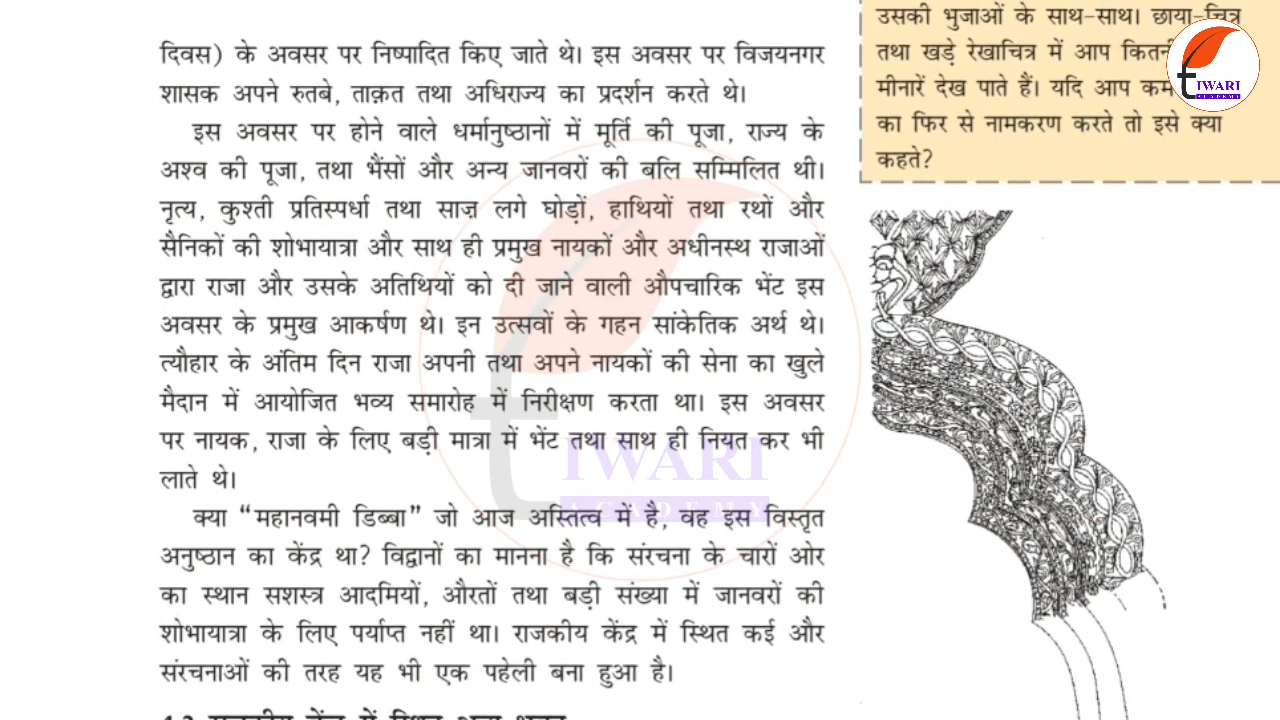 दिवस) के अवसर पर निष्पादित किए जाते थे। इस अवसर पर विजयनगर
शासक अपने रुतबे, ताक़त तथा अधिराज्य का प्रदर्शन करते थे।
इस अवसर पर होने वाले धर्मानुष्ठानों में मूर्ति की पूजा, राज्य के
अश्व की पूजा, तथा भैंसों और अन्य जानवरों की बलि सम्मिलित थी।
नृत्य, कुश्ती प्रतिस्पर्धा तथा साज़ लगे घोड़ों, हाथियों तथा रथों और
सैनिकों की शोभायात्रा और साथ ही प्रमुख नायकों और अधीनस्थ राजाओं
द्वारा राजा और उसके अतिथियों को दी जाने वाली औपचारिक भेंट इस
अवसर के प्रमुख आकर्षण थे। इन उत्सवों के गहन सांकेतिक अर्थ थे।
त्यौहार के अंतिम दिन राजा अपनी तथा अपने नायकों की सेना का खुले
मैदान में आयोजित भव्य समारोह में निरीक्षण करता था। इस अवसर
पर नायक, राजा के लिए बड़ी मात्रा में भेंट तथा साथ ही नियत कर भी
लाते थे।
क्या “महानवमी डिब्बा” जो आज अस्तित्व में है, वह इस विस्तृत
अनुष्ठान का केंद्र था? विद्वानों का मानना है कि संरचना के चारों ओर
का स्थान सशस्त्र आदमियों, औरतों तथा बड़ी संख्या में जानवरों की
शोभायात्रा के लिए पर्याप्त नहीं था। राजकीय केंद्र में स्थित कई और
संरचनाओं की तरह यह भी एक पहेली बना हुआ है।
उसकी भुजाओं के साथ-साथ। छाया-चित्र
तथा खड़े रेखाचित्र में आप
मीनारें देख पाते हैं। यदि आप
का फिर से नामकरण करते तो इसे क्या
कहते?
TIWARI
ACADEMY
TIWARI
ACADEMY